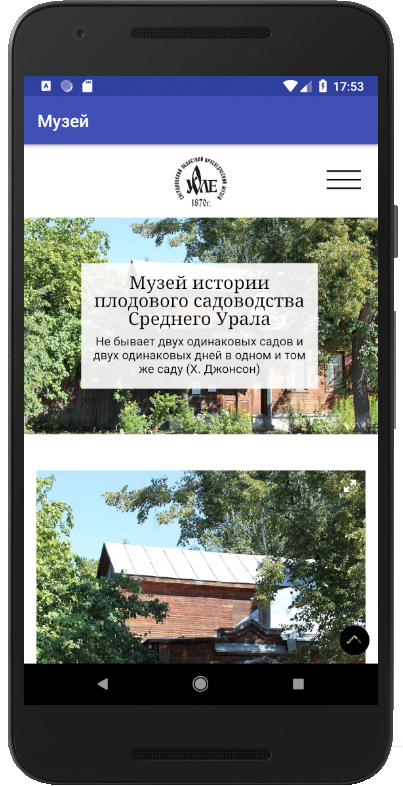 17:53
Музей
УОЛЕ
1870г.
Музей истории
плодового садоводства
Среднего Урала
Не бывает двух одинаковых садов и
двух одинаковых дней в одном и том
же саду (Х. Джонсон)